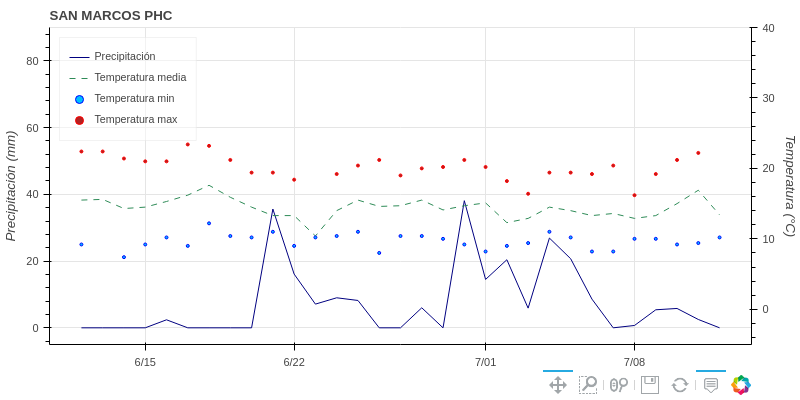 SAN MARCOS PHC
Precipitación
Temperatura media
Temperatura min
Temperatura max
Precipitación (mm)
80
60
40
20
0
40
30
20
10
0
Temperatura (°C)
6/15
6/22
7/01
7/08